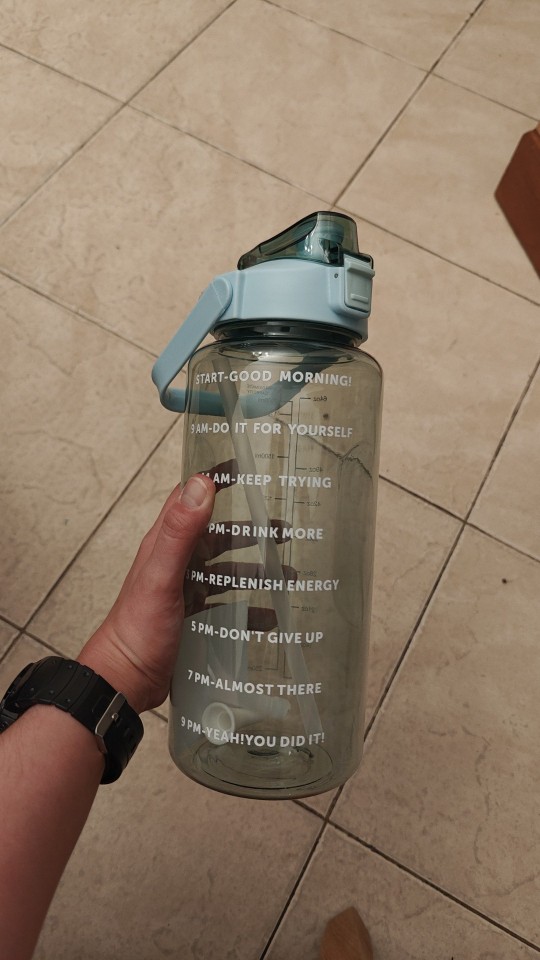 START-GOOD MORNING!
9 AM-DO IT FOR YOURSELF
AM-KEEP TRYING
PM-DRINK MORE
PM-REPLENISH ENERGY
5 PM-DON'T GIVE UP
7 PM-ALMOST THERE
9 PM-YEAH!YOU DID IT!
64oz